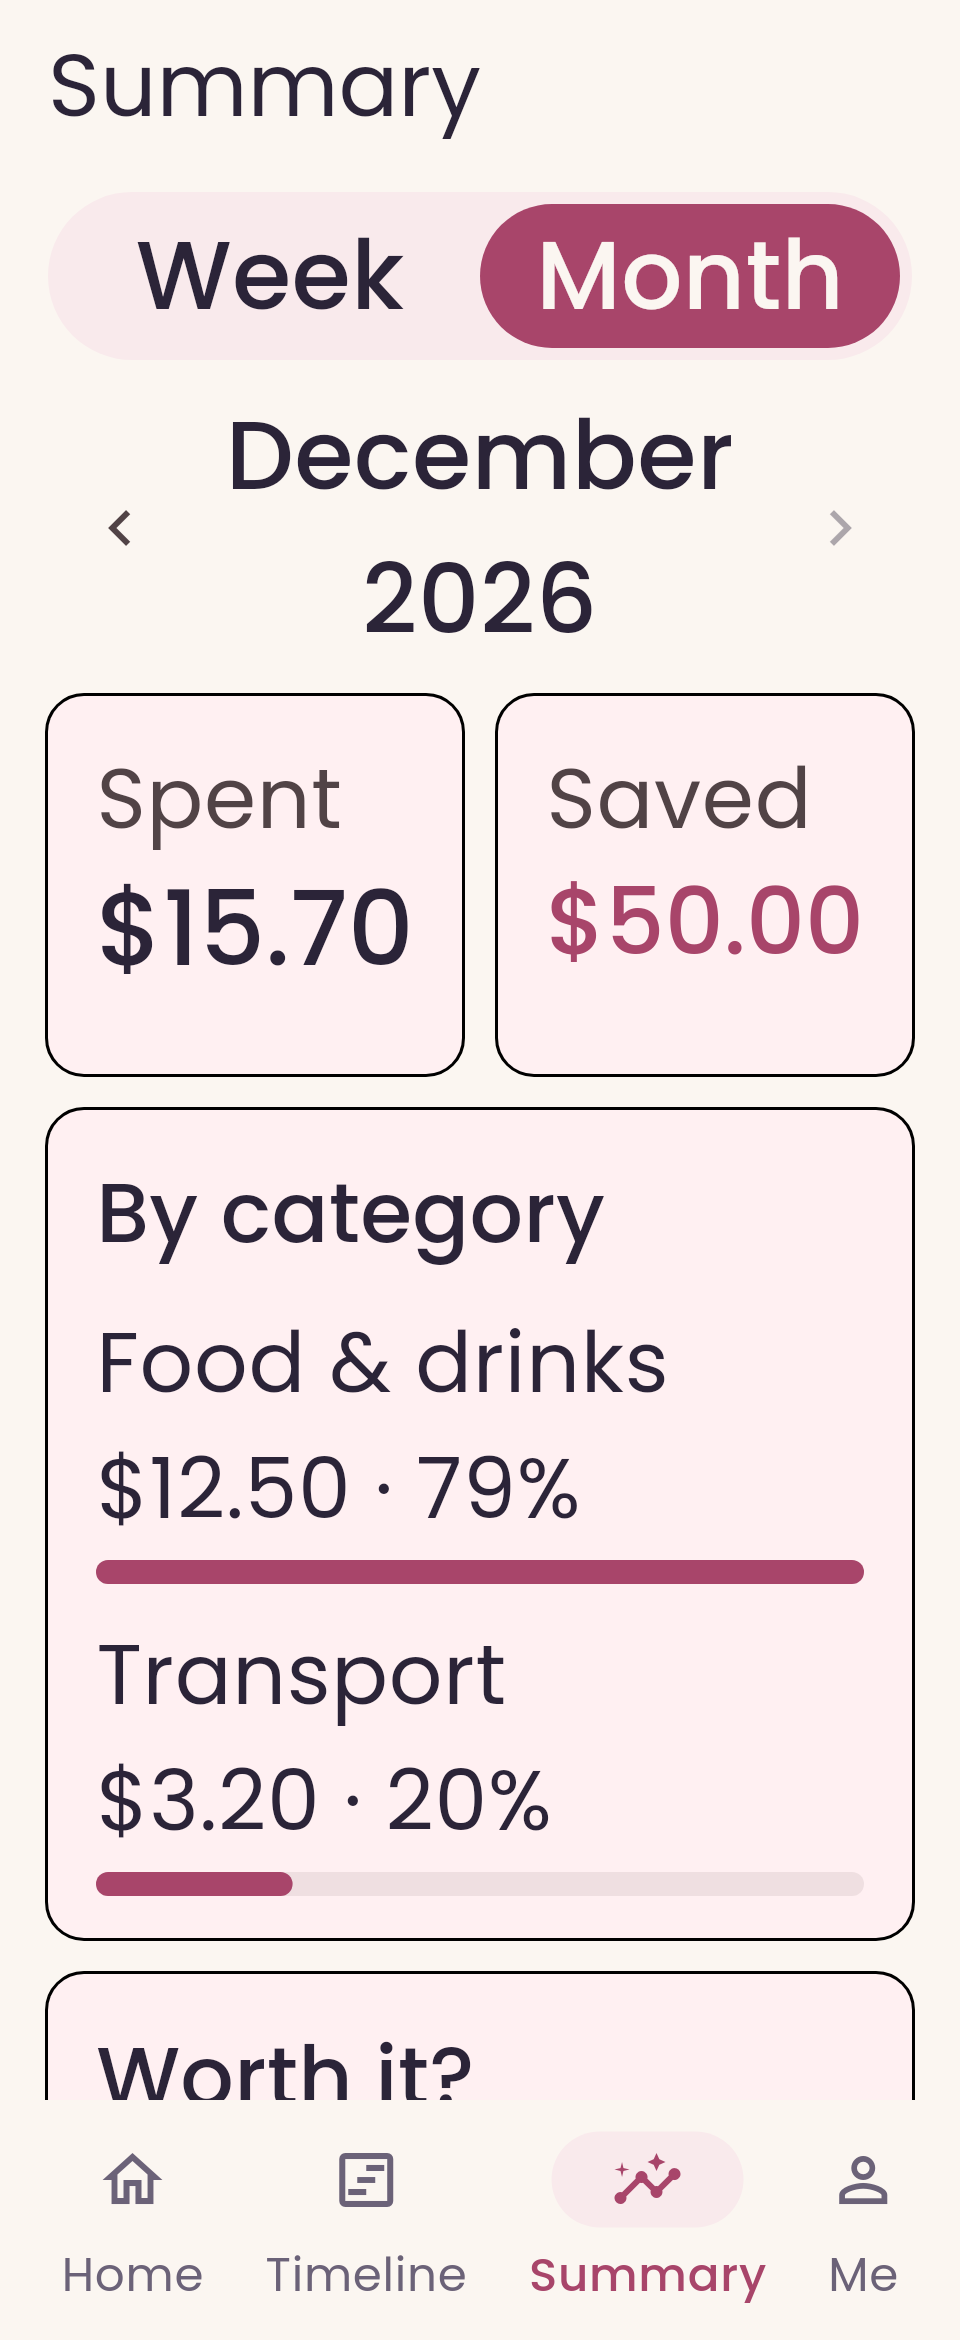 Summary
Week Month
December
2026
Spent
$15.70
Saved
$50.00
By category
Food & drinks
$12.50 · 79%
Transport
$3.20 · 20%
Worth it?
Home Timeline Summary Me